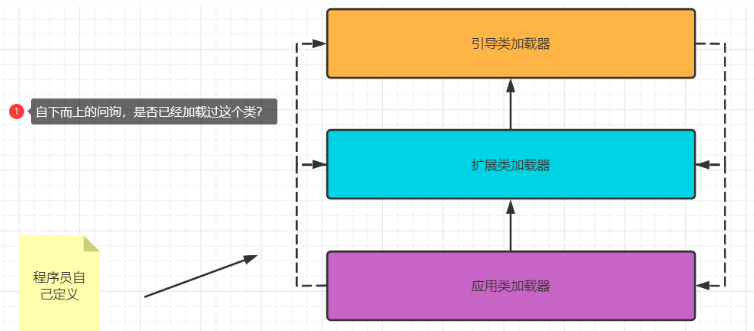 引导类加载器
1 自下而上的问询，是否已经加载过这个类？
扩展类加载器
程序员自
己定义
应用类加载器